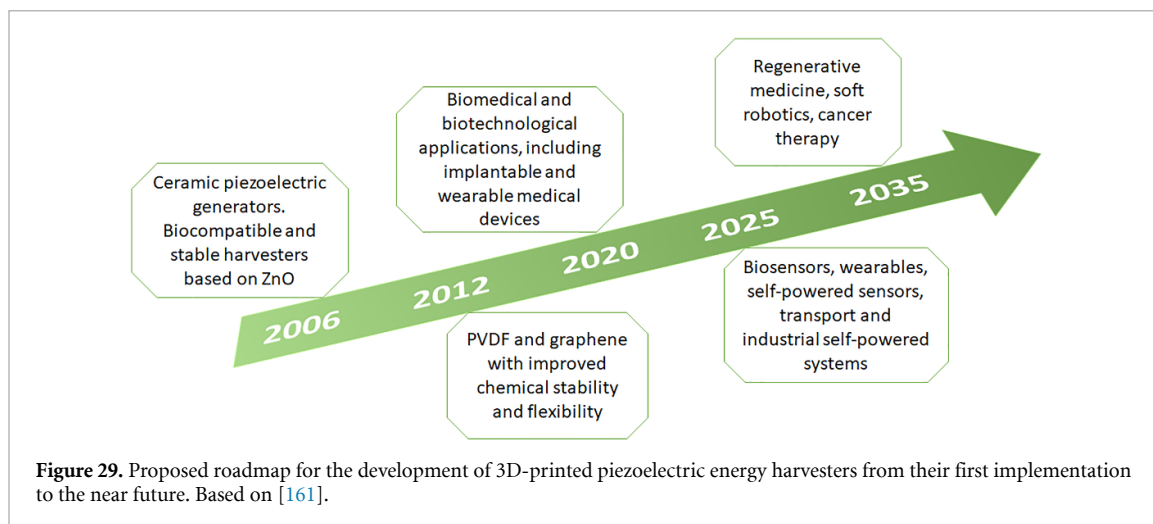 Ceramic piezoelectric
generators.
Biocompatible and
stable harvesters
based on ZnO
Biomedical and
biotechnological
applications, including
implantable and
wearable medical
devices
Regenerative
medicine, soft
robotics, cancer
therapy
2006
2012
2020
2025
2035
PVDF and graphene
with improved
chemical stability
and flexibility
Biosensors, wearables,
self-powered sensors,
transport and
industrial self-powered
systems
Figure 29. Proposed roadmap for the development of 3D-printed piezoelectric energy harvesters from their first implementation
to the near future. Based on [161].